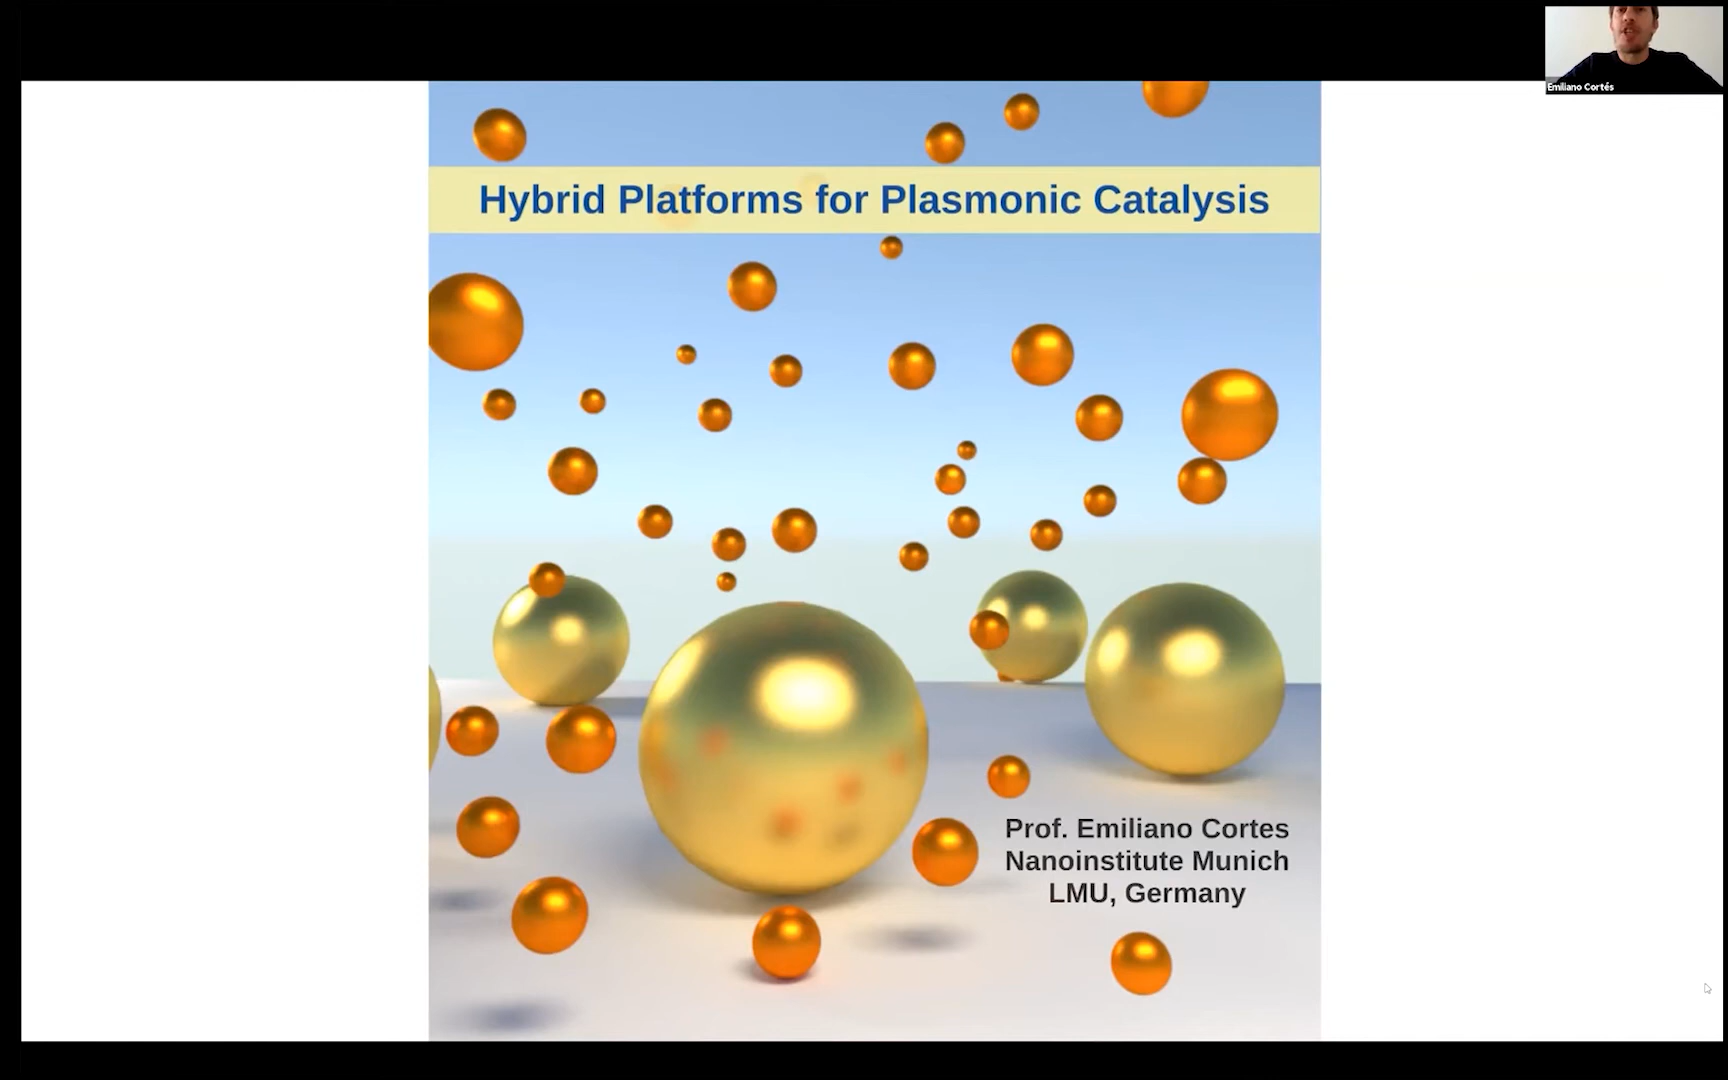 Emiliano Cortés
Hybrid Platforms for Plasmonic Catalysis
Prof. Emiliano Cortes
Nanoinstitute Munich
LMU, Germany